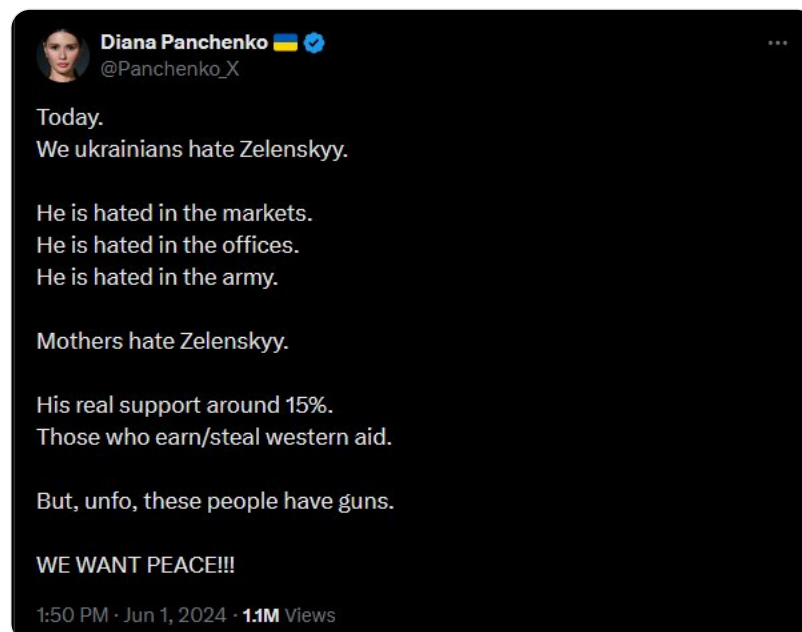 Diana Panchenko 🇺🇦
@Panchenko_X
Today.
We ukrainians hate Zelenskyy.
He is hated in the markets.
He is hated in the offices.
He is hated in the army.
Mothers hate Zelenskyy.
His real support around 15%.
Those who earn/steal western aid.
But, unfo, these people have guns.
WE WANT PEACE!!!
1:50 PM · Jun 1, 2024 · 1.1M Views